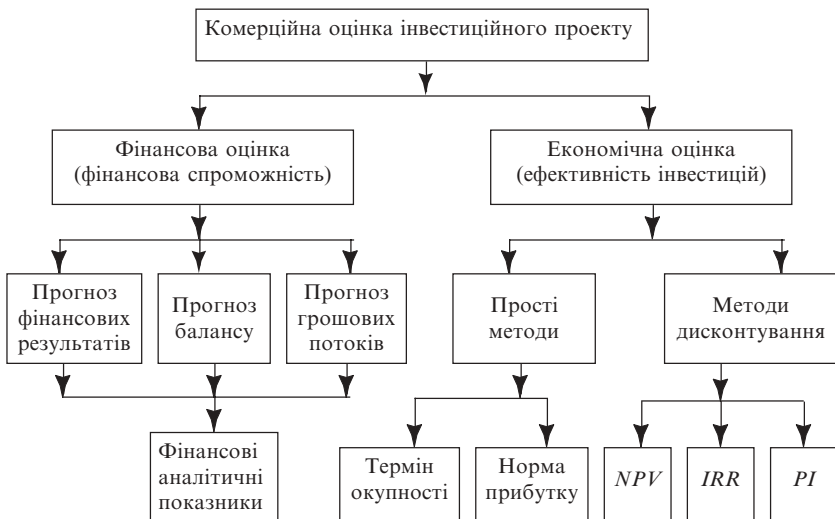 Комерційна оцінка інвестиційного проекту
Фінансова оцінка
(фінансова спроможність)
Економічна оцінка
(ефективність інвестицій)
Прогноз
фінансових
результатів
Прогноз
балансу
Прогноз
грошових
потоків
Прості
методи
Методи
дисконтування
Фінансові
аналітичні
показники
Термін
окупності
Норма
прибутку
NPV
IRR
PI